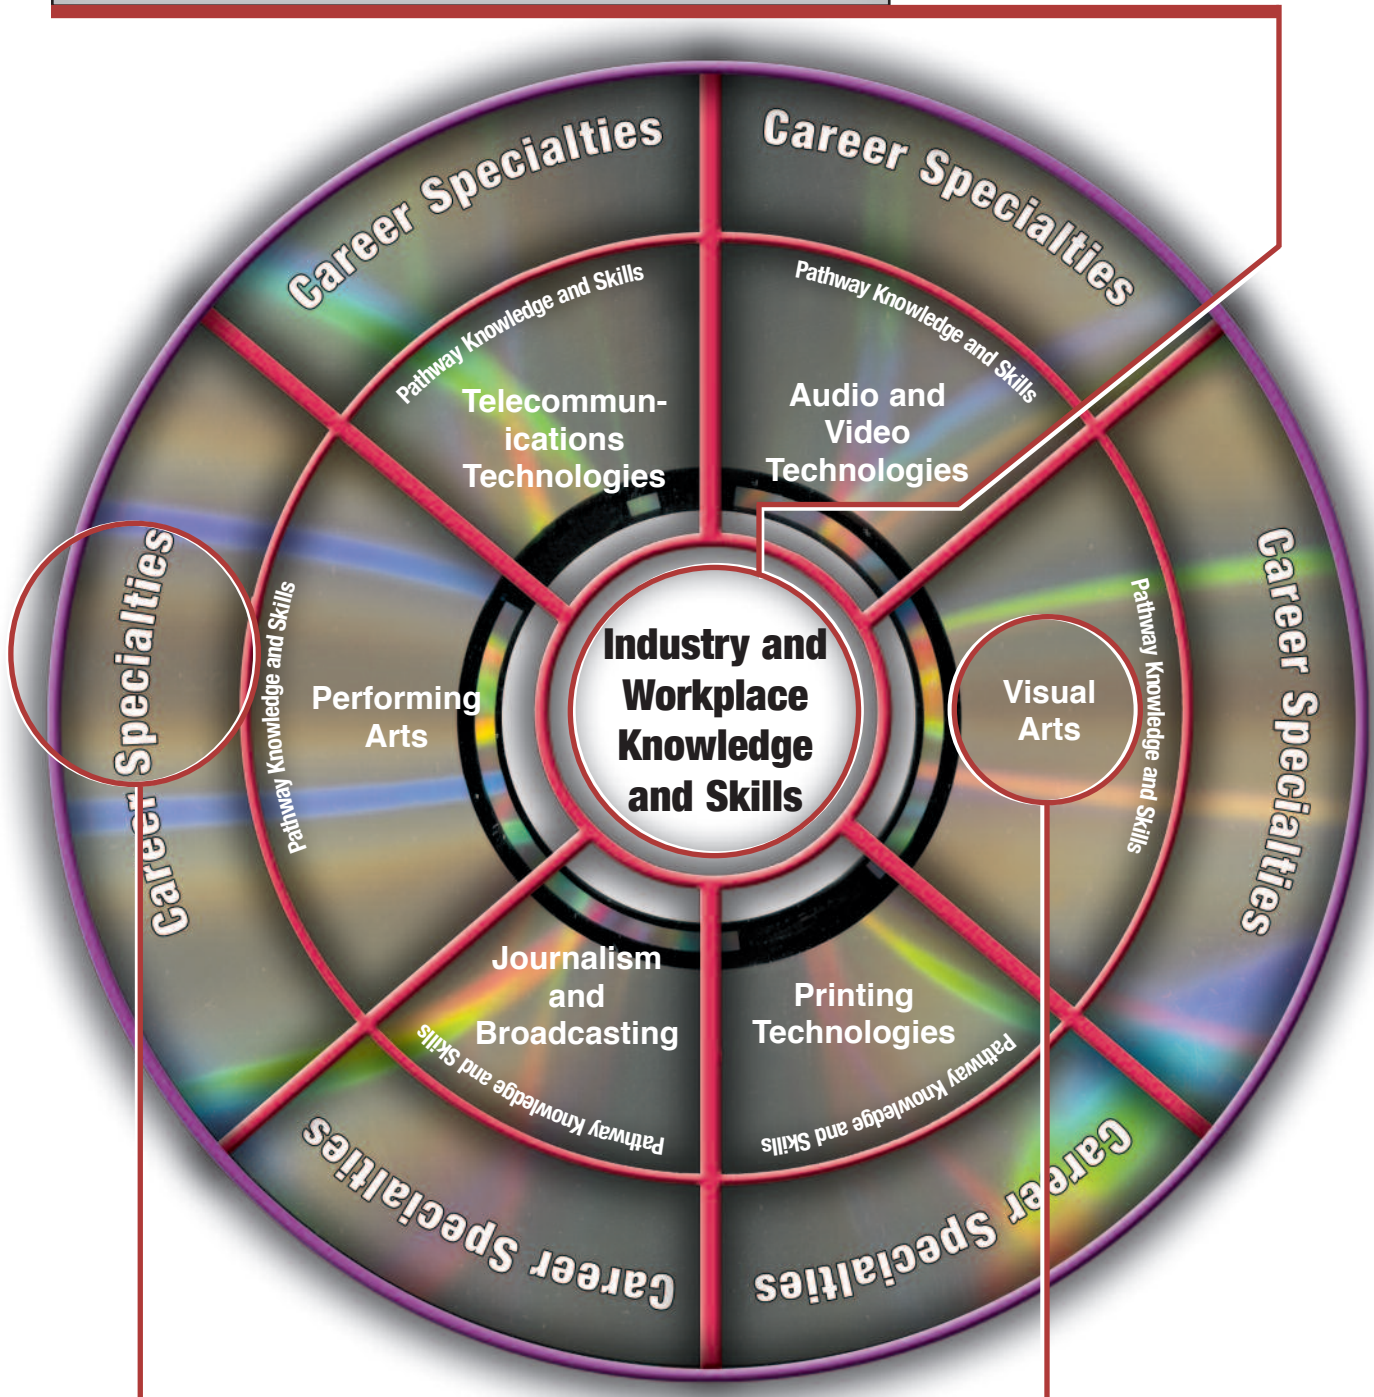 Career Specialties
Career Specialties
Pathway Knowledge and Skills
Pathway Knowledge and Skills
Telecommun-
ications
Technologies
Audio and
Video
Technologies
Career Specialties
Pathway Knowledge and Skills
Performing
Arts
Industry and
Workplace
Knowledge
and Skills
Visual
Arts
Pathway Knowledge and Skills
Career Specialties
Journalism
and
Broadcasting
Pathway Knowledge and Skills
Printing
Technologies
Pathway Knowledge and Skills
Career Specialties
Career Specialties